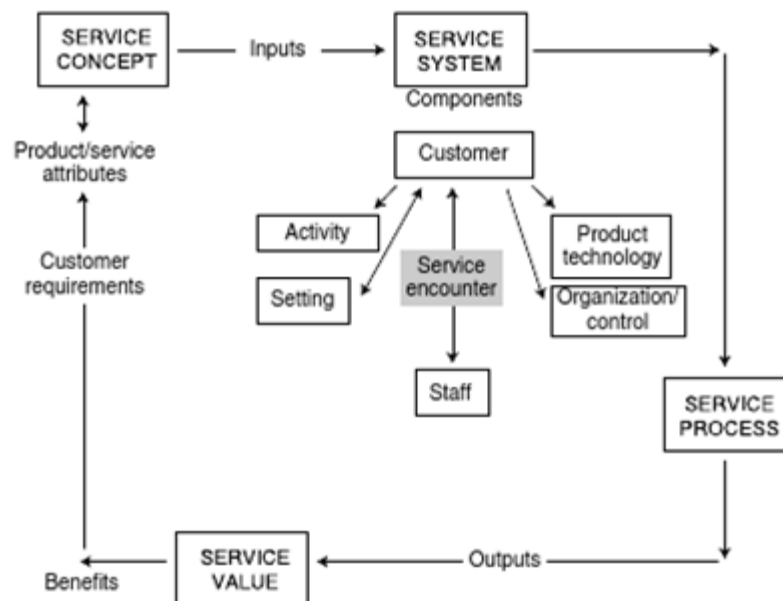 SERVICE
CONCEPT
Inputs
SERVICE
SYSTEM
Components
Product/service
attributes
Customer
Activity
Product
technology
Customer
requirements
Service
encounter
Setting
Organization/
control
Staff
SERVICE
PROCESS
SERVICE
VALUE
Outputs
Benefits